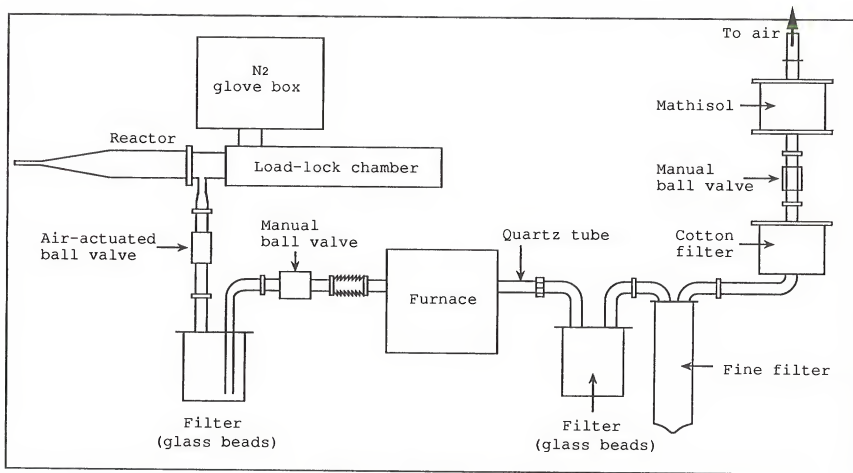 To air
N2
glove box
Mathisol
Reactor
Load-lock chamber
Manual
ball valve
Air-actuated
ball valve
Manual
ball valve
Quartz tube
Cotton
filter
Furnace
Fine filter
Filter
(glass beads)
Filter
(glass beads)